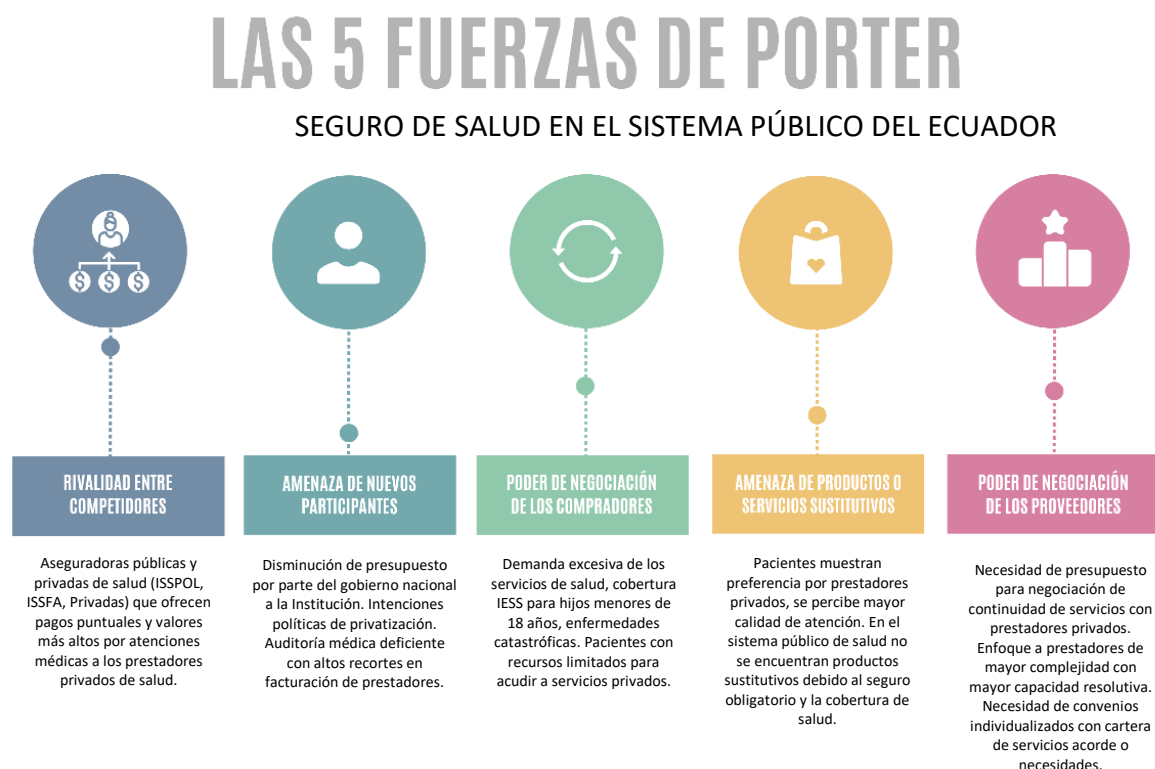 LAS 5 FUERZAS DE PORTER
SEGURO DE SALUD EN EL SISTEMA PÚBLICO DEL ECUADOR
RIVALIDAD ENTRE
COMPETIDORES
Aseguradoras públicas y
privadas de salud (ISSPOL,
ISSFA, Privadas) que ofrecen
pagos puntuales y valores
más altos por atenciones
médicas a los prestadores
privados de salud.
AMENAZA DE NUEVOS
PARTICIPANTES
Disminución de presupuesto
por parte del gobierno nacional
a la Institución. Intenciones
políticas de privatización.
Auditoría médica deficiente
con altos recortes en
facturación de prestadores.
PODER DE NEGOCIACIÓN
DE LOS COMPRADORES
Demanda excesiva de los
servicios de salud, cobertura
IESS para hijos menores de
18 años, enfermedades
catastróficas. Pacientes con
recursos limitados para
acudir a servicios privados.
AMENAZA DE PRODUCTOS O
SERVICIOS SUSTITUTIVOS
Pacientes muestran
preferencia por prestadores
privados, se percibe mayor
calidad de atención. En el
sistema público de salud no
se encuentran productos
sustitutivos debido al seguro
obligatorio y la cobertura de
salud.
PODER DE NEGOCIACIÓN
DE LOS PROVEEDORES
Necesidad de presupuesto
para negociación de
continuidad de servicios con
prestadores privados.
Enfoque a prestadores de
mayor complejidad con
mayor capacidad resolutiva.
Necesidad de convenios
individualizados con cartera
de servicios acorde o
necesidades.